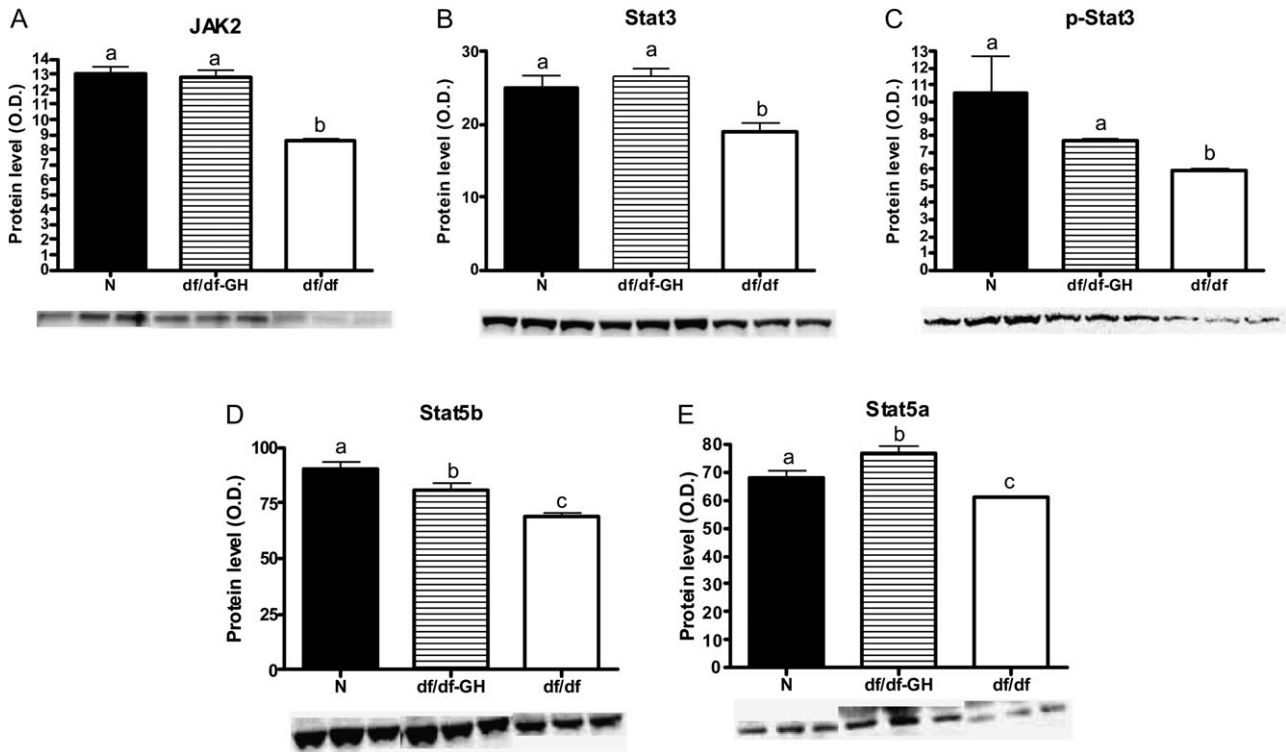 A
JAK2
Protein level (O.D.)
14
13
12
11
10
9
8
7
6
5
4
3
2
1
0
a
a
b
N
df/df-GH
df/df
B
Stat3
Protein level (O.D.)
30
20
10
0
a
a
b
N
df/df-GH
df/df
C
p-Stat3
Protein level (O.D.)
13
12
11
10
9
8
7
6
5
4
3
2
1
0
a
a
b
N
df/df-GH
df/df
D
Stat5b
Protein level (O.D.)
100
75
50
25
0
a
b
c
N
df/df-GH
df/df
E
Stat5a
Protein level (O.D.)
80
70
60
50
40
30
20
10
0
a
b
c
N
df/df-GH
df/df